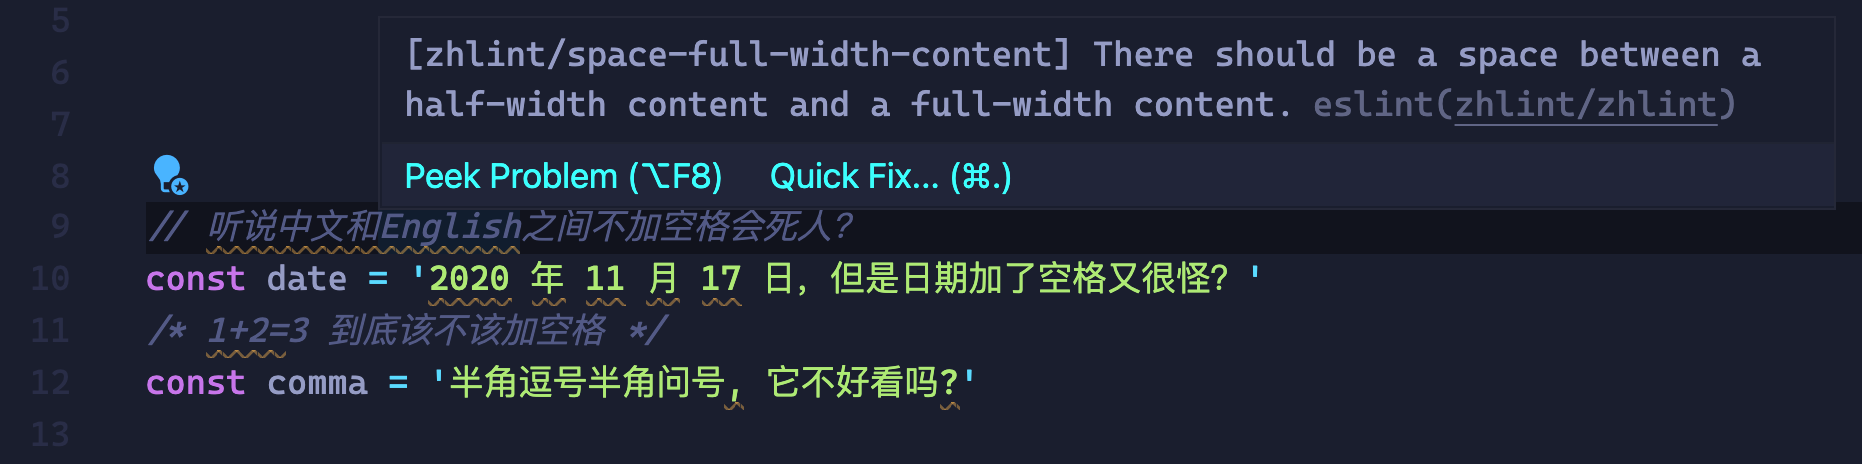 5
[zhlint/space-full-width-content] There should be a space between a
6
half-width content and a full-width content. eslint(zhlint/zhlint)
7
8 Peek Problem (⌥F8) Quick Fix... (⌘.)
9 // 听说中文和English之间不加空格会死人?
10 const date = '2020 年 11 月 17 日，但是日期加了空格又很怪？'
11 /* 1+2=3 到底该不该加空格 */
12 const comma = '半角逗号半角问号, 它不好看吗?'
13